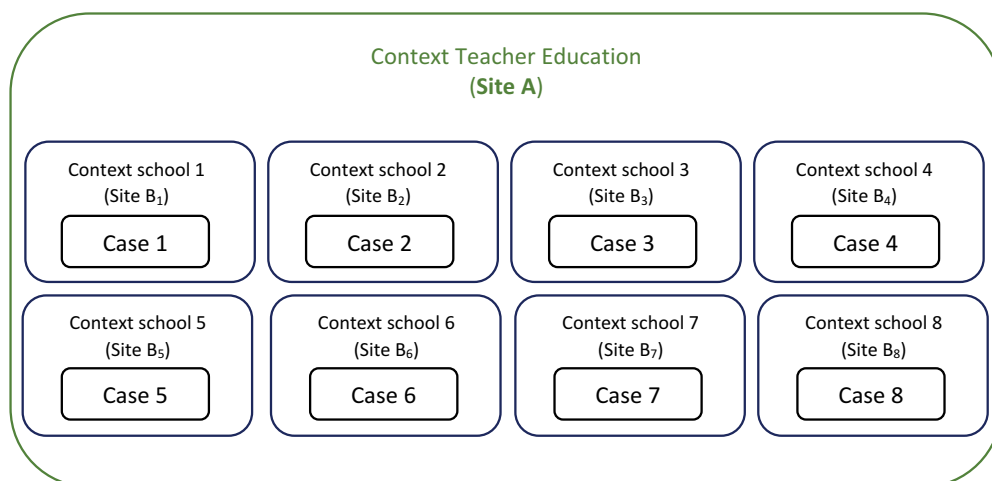 Context Teacher Education
(Site A)
Context school 1
(Site B₁)
Case 1
Context school 2
(Site B₂)
Case 2
Context school 3
(Site B₃)
Case 3
Context school 4
(Site B₄)
Case 4
Context school 5
(Site B₅)
Case 5
Context school 6
(Site B₆)
Case 6
Context school 7
(Site B₇)
Case 7
Context school 8
(Site B₈)
Case 8